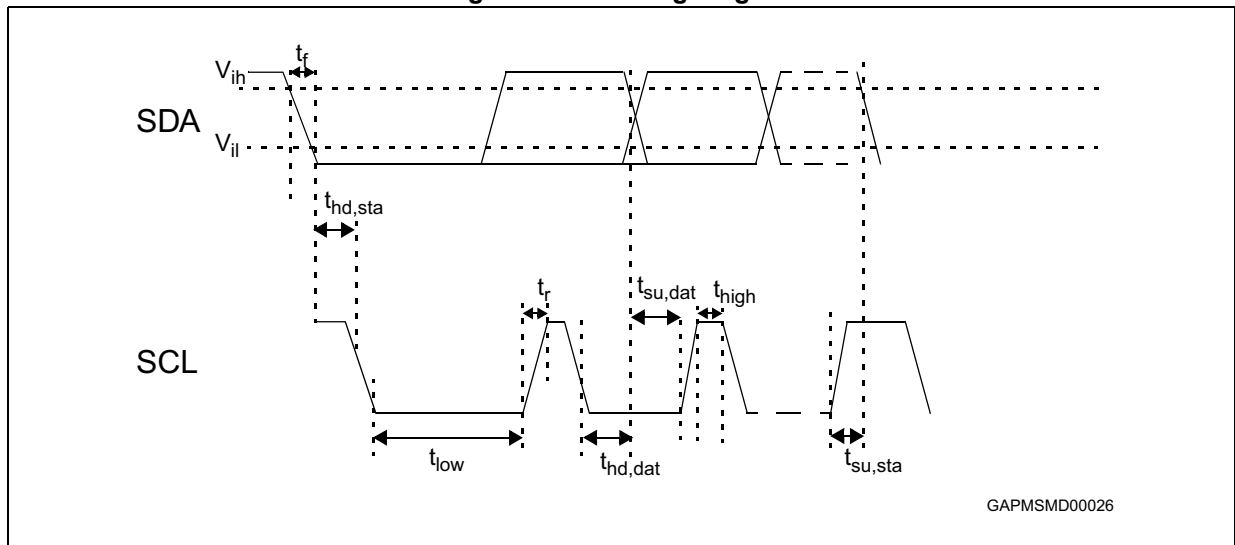 t_f
V_ih
SDA
V_il
t_hd,sta
t_r
t_su,dat
t_high
SCL
t_low
t_hd,dat
t_su,sta
GAPMSMD00026